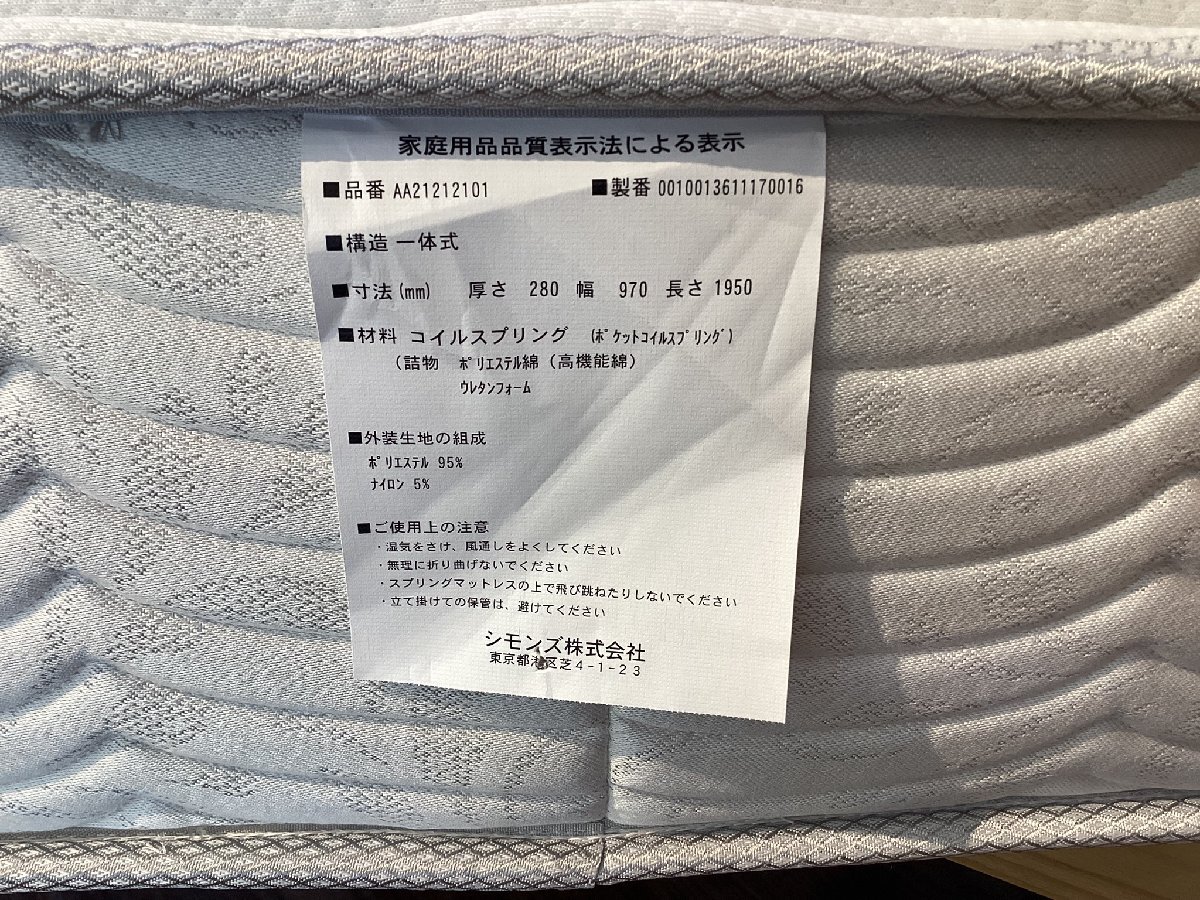 家庭用品品質表示法による表示
■品番 AA21212101 ■製番 0010013611170016
■構造 一体式
■寸法(mm) 厚さ 280 幅 970 長さ 1950
■材料 コイルスプリング (ポケットコイルスプリング)
(詰物 ポリエステル綿(高機能綿)
ウレタンフォーム
■外装生地の組成
ポリエステル 95%
ナイロン 5%
■ご使用上の注意
・湿気をさけ、風通しをよくしてください
・無理に折り曲げないでください
・スプリングマットレスの上で飛び跳ねたりしないでください
・立て掛けての保管は、避けてください
シモンズ株式会社
東京都港区芝4-1-23